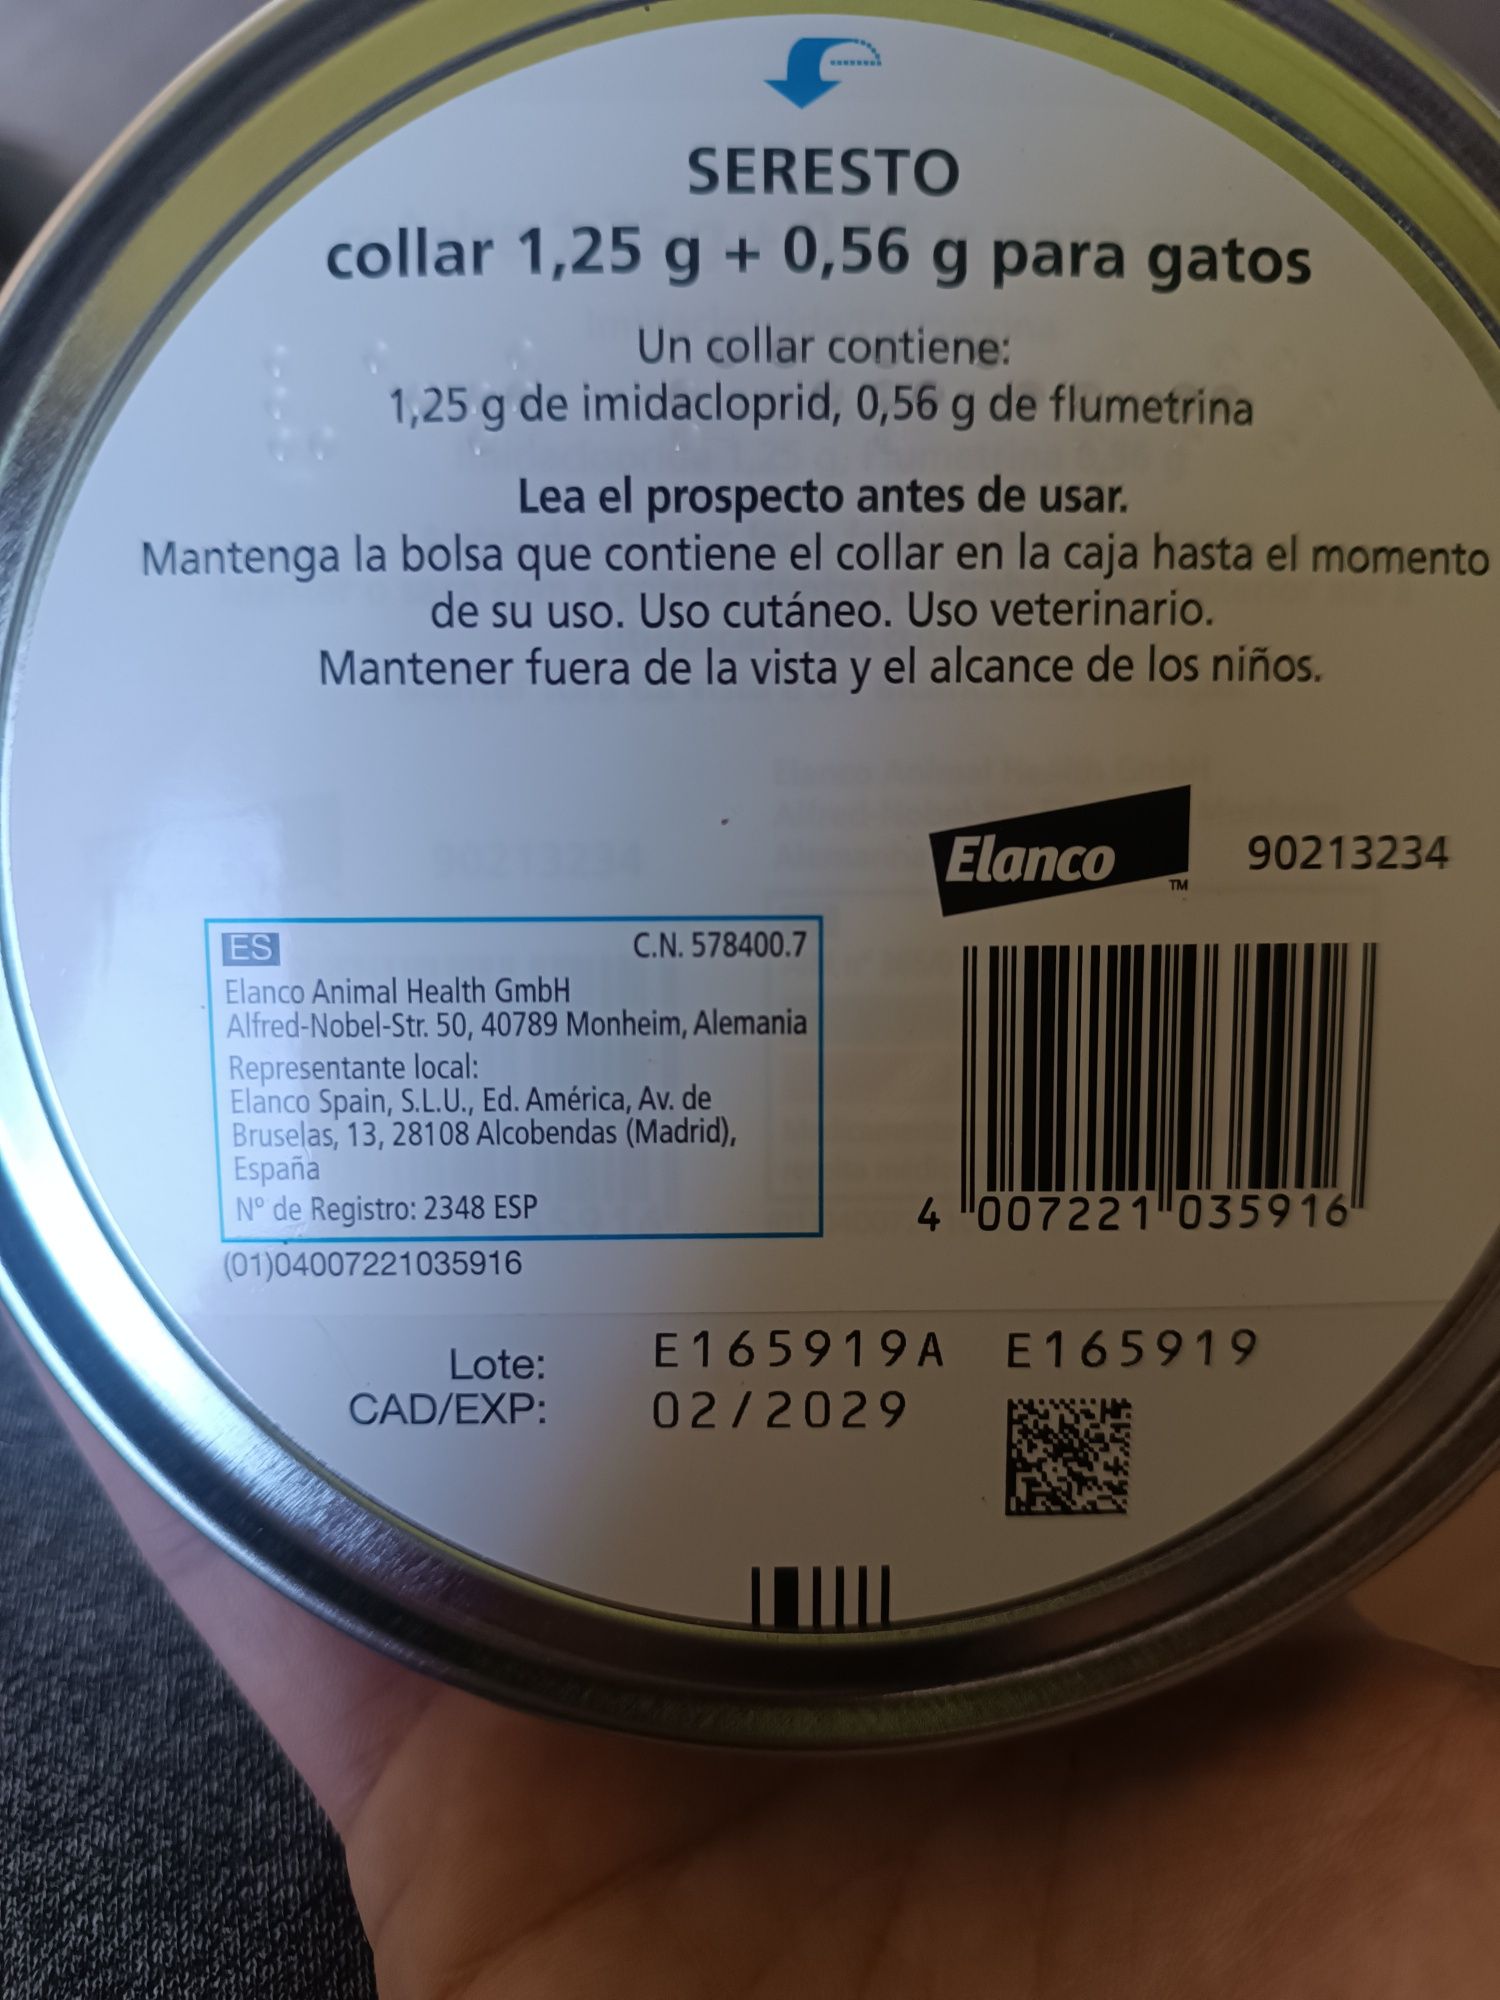 SERESTO
collar 1,25 g + 0,56 g para gatos
Un collar contiene:
1,25 g de imidacloprid, 0,56 g de flumetrina
Lea el prospecto antes de usar.
Mantenga la bolsa que contiene el collar en la caja hasta el momento
de su uso. Uso cutáneo. Uso veterinario.
Mantener fuera de la vista y el alcance de los niños.
Elanco™ 90213234
ES C.N. 578400.7
Elanco Animal Health GmbH
Alfred-Nobel-Str. 50, 40789 Monheim, Alemania
Representante local:
Elanco Spain, S.L.U., Ed. América, Av. de
Bruselas, 13, 28108 Alcobendas (Madrid),
España
Nº de Registro: 2348 ESP
4 007221 035916
(01)04007221035916
Lote: E165919A E165919
CAD/EXP: 02/2029